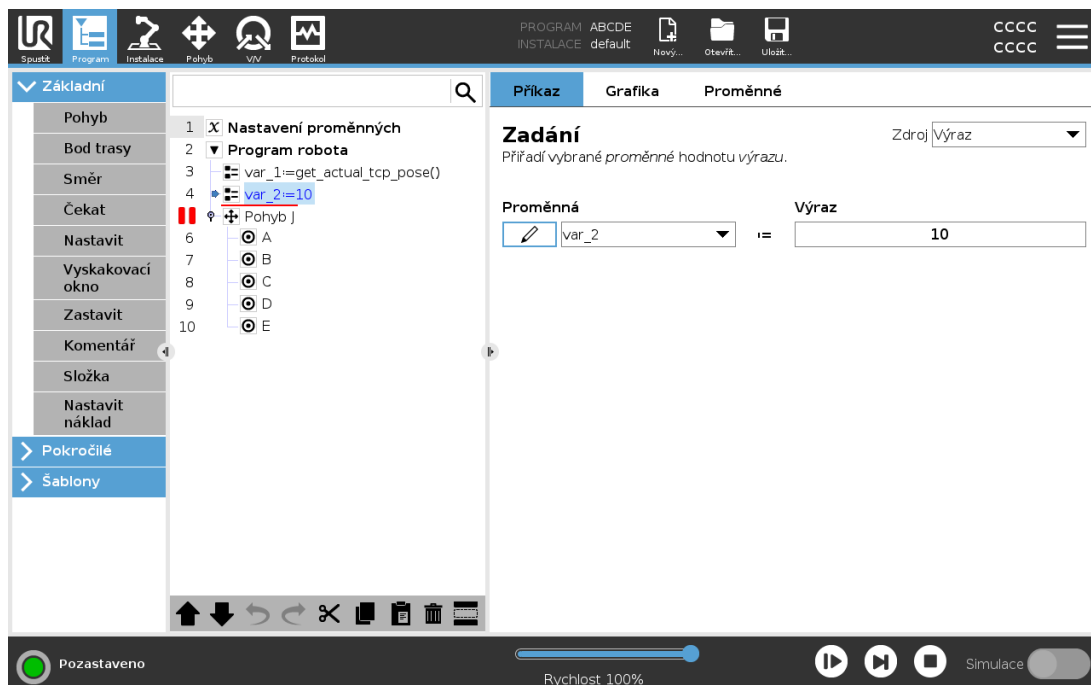 UR
Spustit
Program
Instalace
Pohyb
V/V
Protokol
PROGRAM ABCDE
INSTALACE default
Nový...
Otevřít...
Uložit...
CCCC
CCCC
Základní
Pohyb
Bod trasy
Směr
Čekat
Nastavit
Vyskakovací
okno
Zastavit
Komentář
Složka
Nastavit
náklad
Pokročilé
Šablony
1 X Nastavení proměnných
2 Program robota
3 var_1:=get_actual_tcp_pose()
4 var_2:=10
Pohyb J
6 A
7 B
8 C
9 D
10 E
Příkaz Grafika Proměnné
Zadání
Zdroj Výraz
Přiřadí vybrané proměnné hodnotu výrazu.
Proměnná Výraz
var_2 := 10
Pozastaveno
Rychlost 100%
Simulace